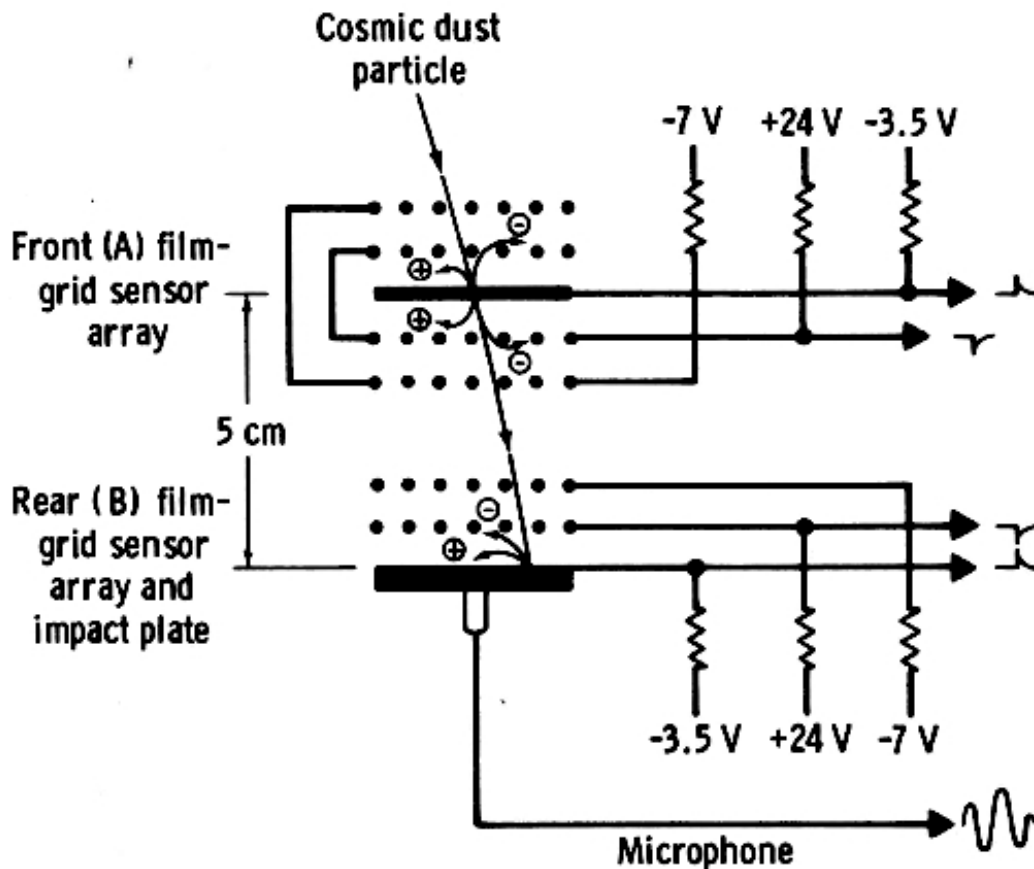 Cosmic dust
particle
-7 V +24 V -3.5 V
Front (A) film-
grid sensor
array
5 cm
Rear (B) film-
grid sensor
array and
impact plate
-3.5 V +24 V -7 V
Microphone